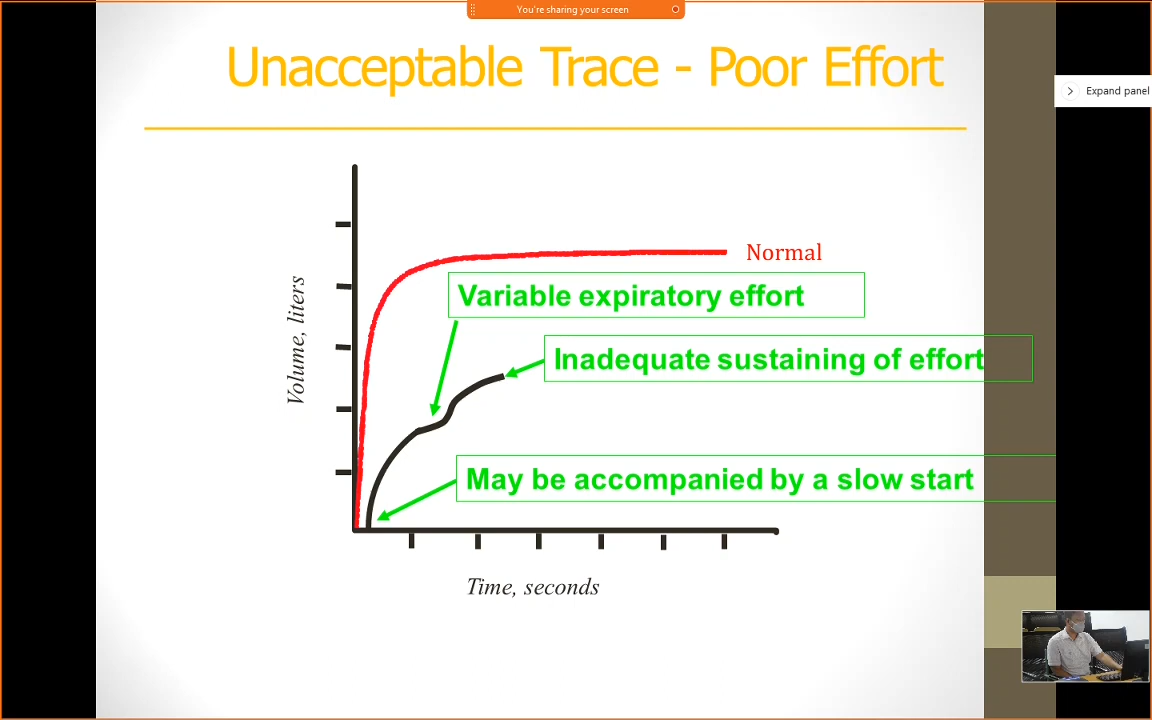 You're sharing your screen
Unacceptable Trace - Poor Effort
Expand panel
Normal
Variable expiratory effort
Inadequate sustaining of effort
May be accompanied by a slow start
Volume, liters
Time, seconds